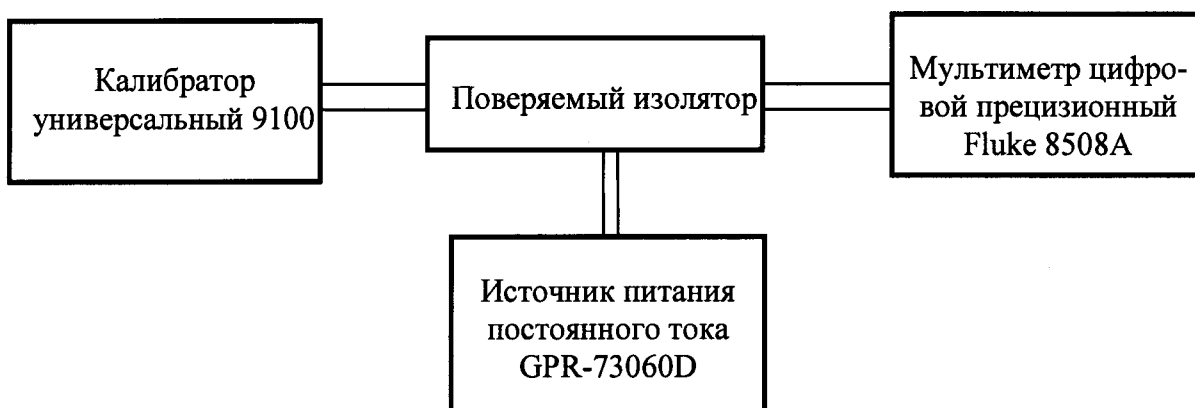 Калибратор
универсальный 9100
Поверяемый изолятор
Мультиметр цифро-
вой прецизионный
Fluke 8508A
Источник питания
постоянного тока
GPR-73060D